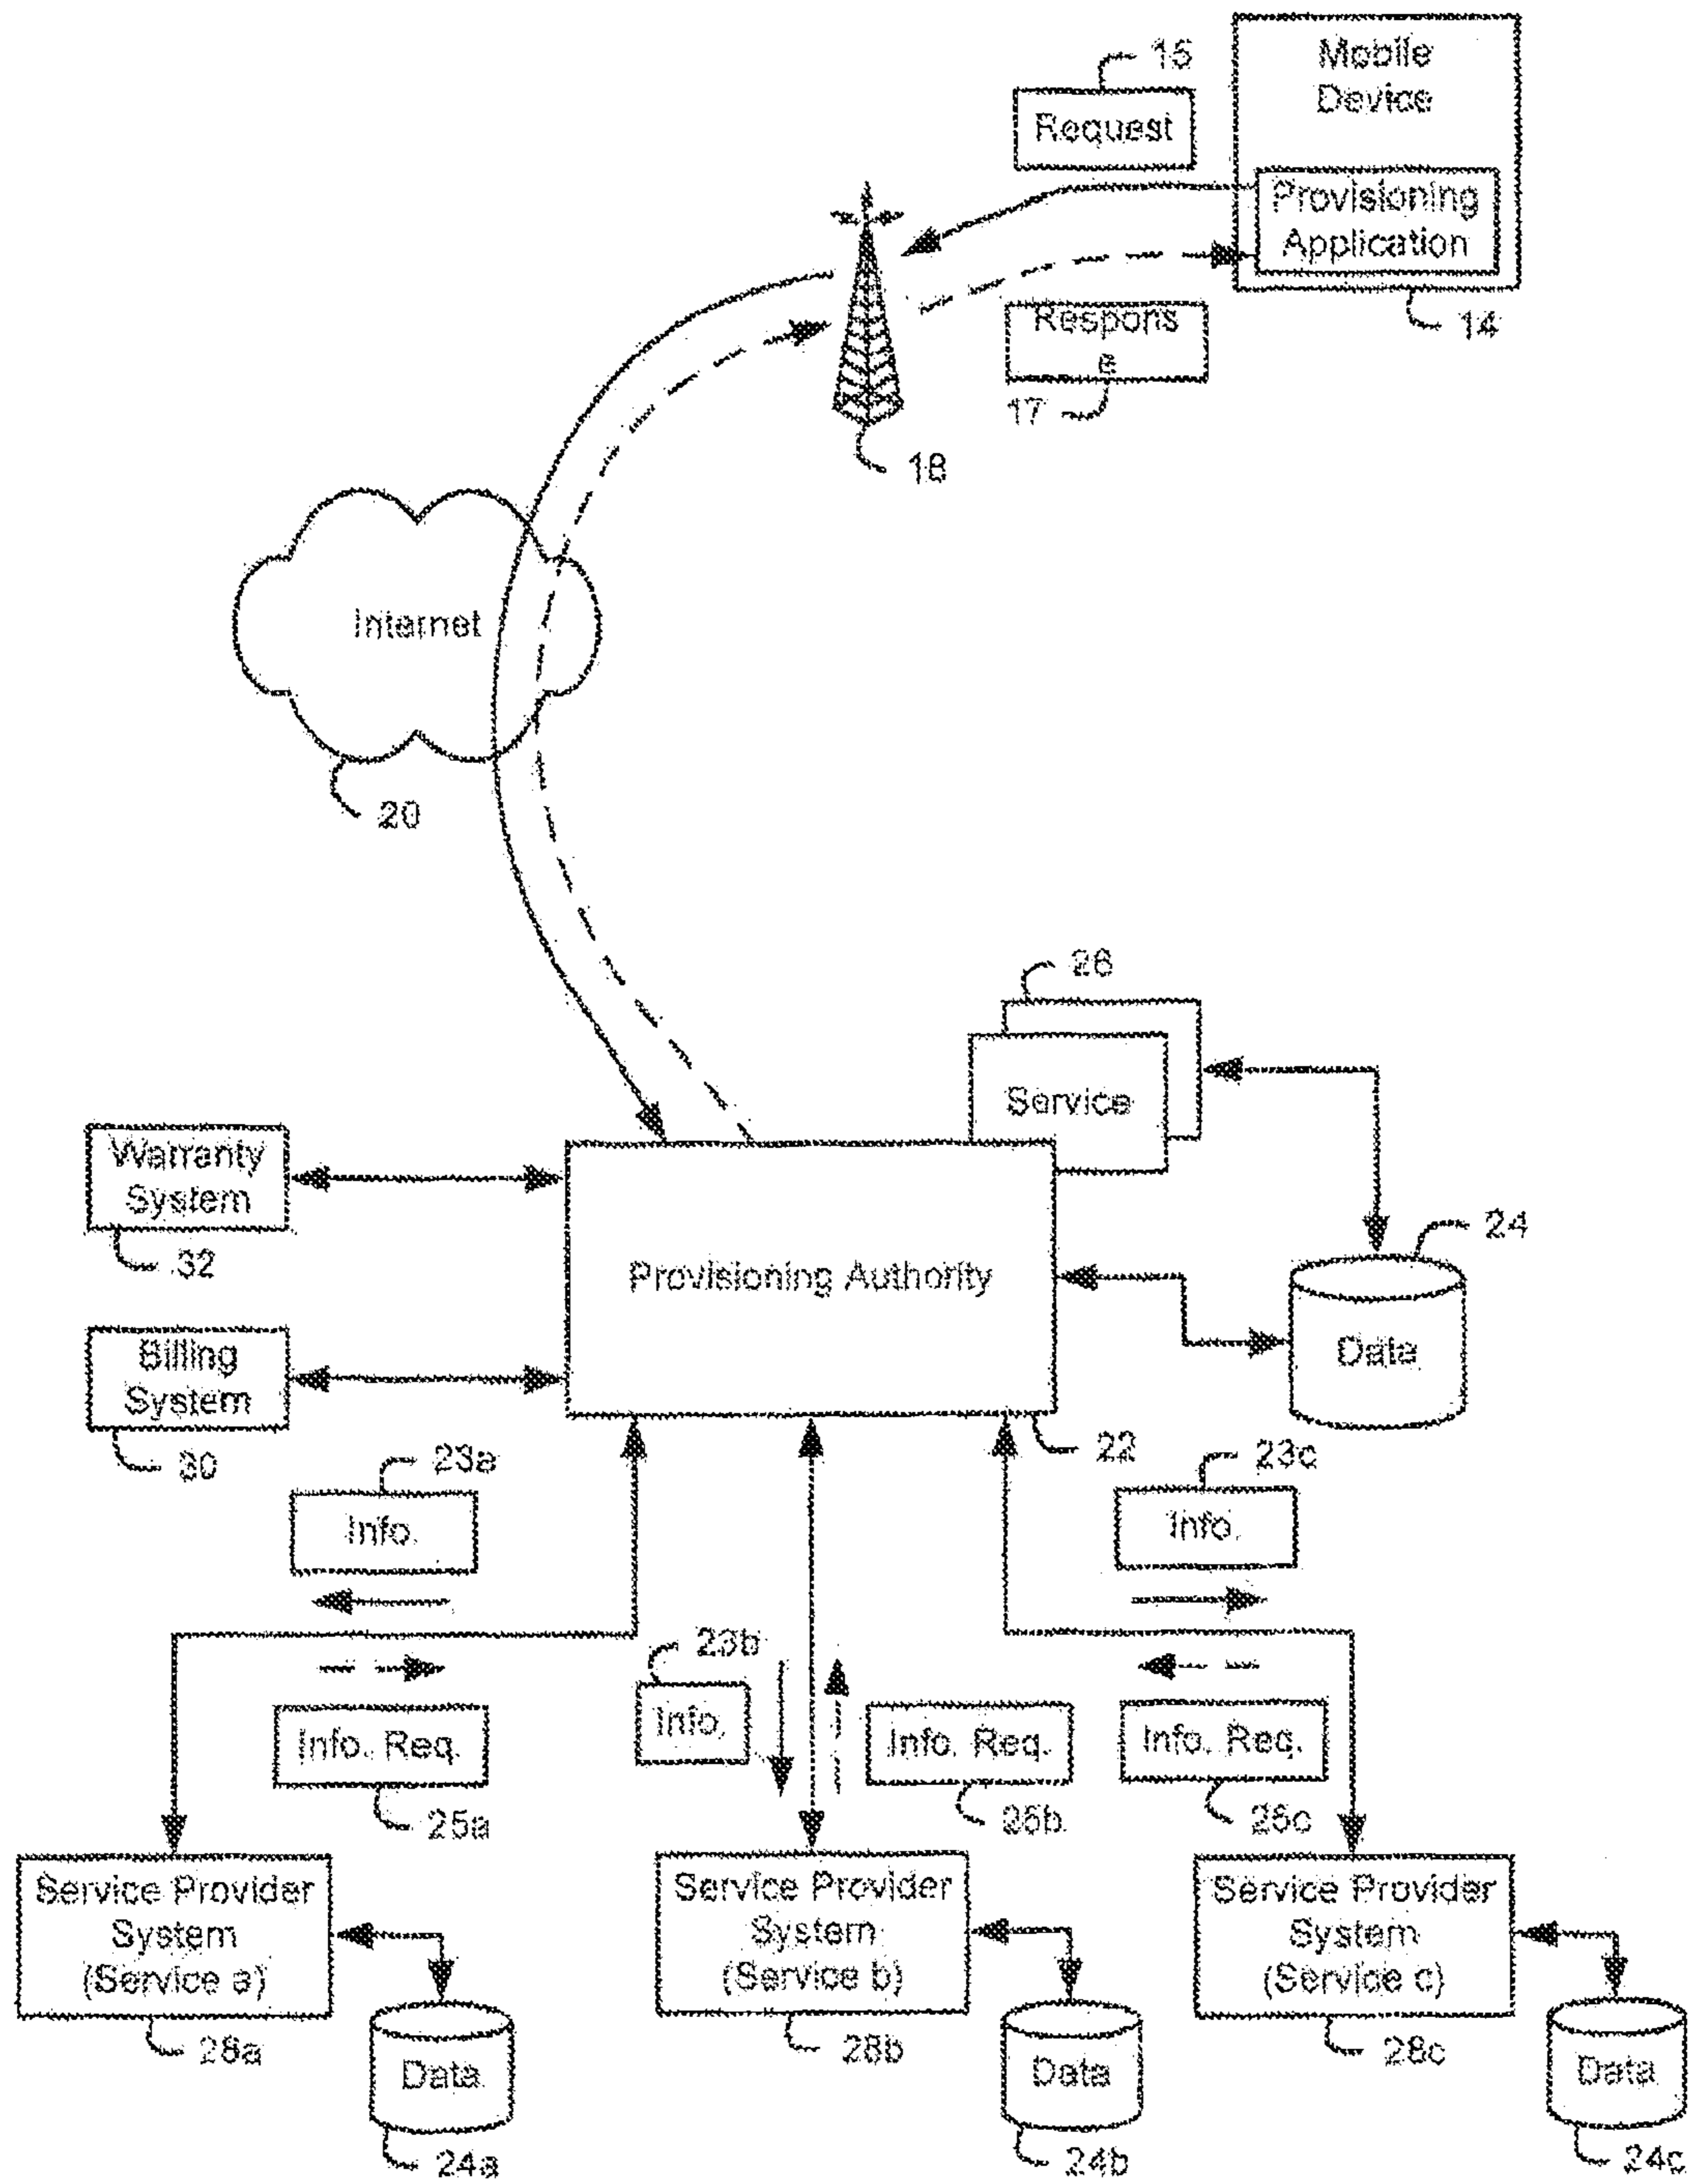 15
Mobile
Device
Request
Provisioning
Application
Respons
e
14
17
18
Internet
20
26
Service
Warranty
System
24
32
Provisioning Authority
Data
Billing
System
30
22
23a
23c
Info.
Info.
23b
Info.
Info. Req.
Info. Req.
Info. Req.
25a
25b
25c
Service Provider
System
(Service a)
Service Provider
System
(Service b)
Service Provider
System
(Service c)
28a
28b
28c
Data
Data
Data
24a
24b
24c